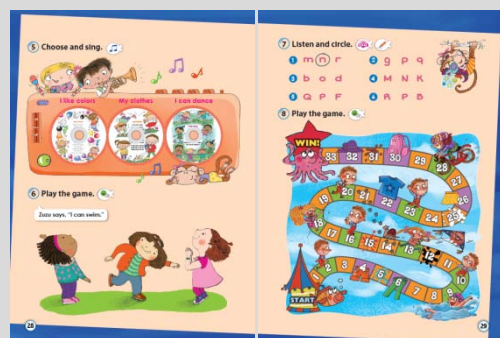 5 Choose and sing.
I like colors My clothes I can dance
6 Play the game.
Zuzu says, "I can swim."
28
7 Listen and circle.
1 m n r
2 g p q
3 b o d
4 M N K
5 Q P F
6 R P B
8 Play the game.
WIN!
33 32 31 30 29 28
27
26
25
24
23
22
21
20
19
18
17 16 15 14 13 12 11
10
9
8
7
6
5
4
3
2
1
START
29